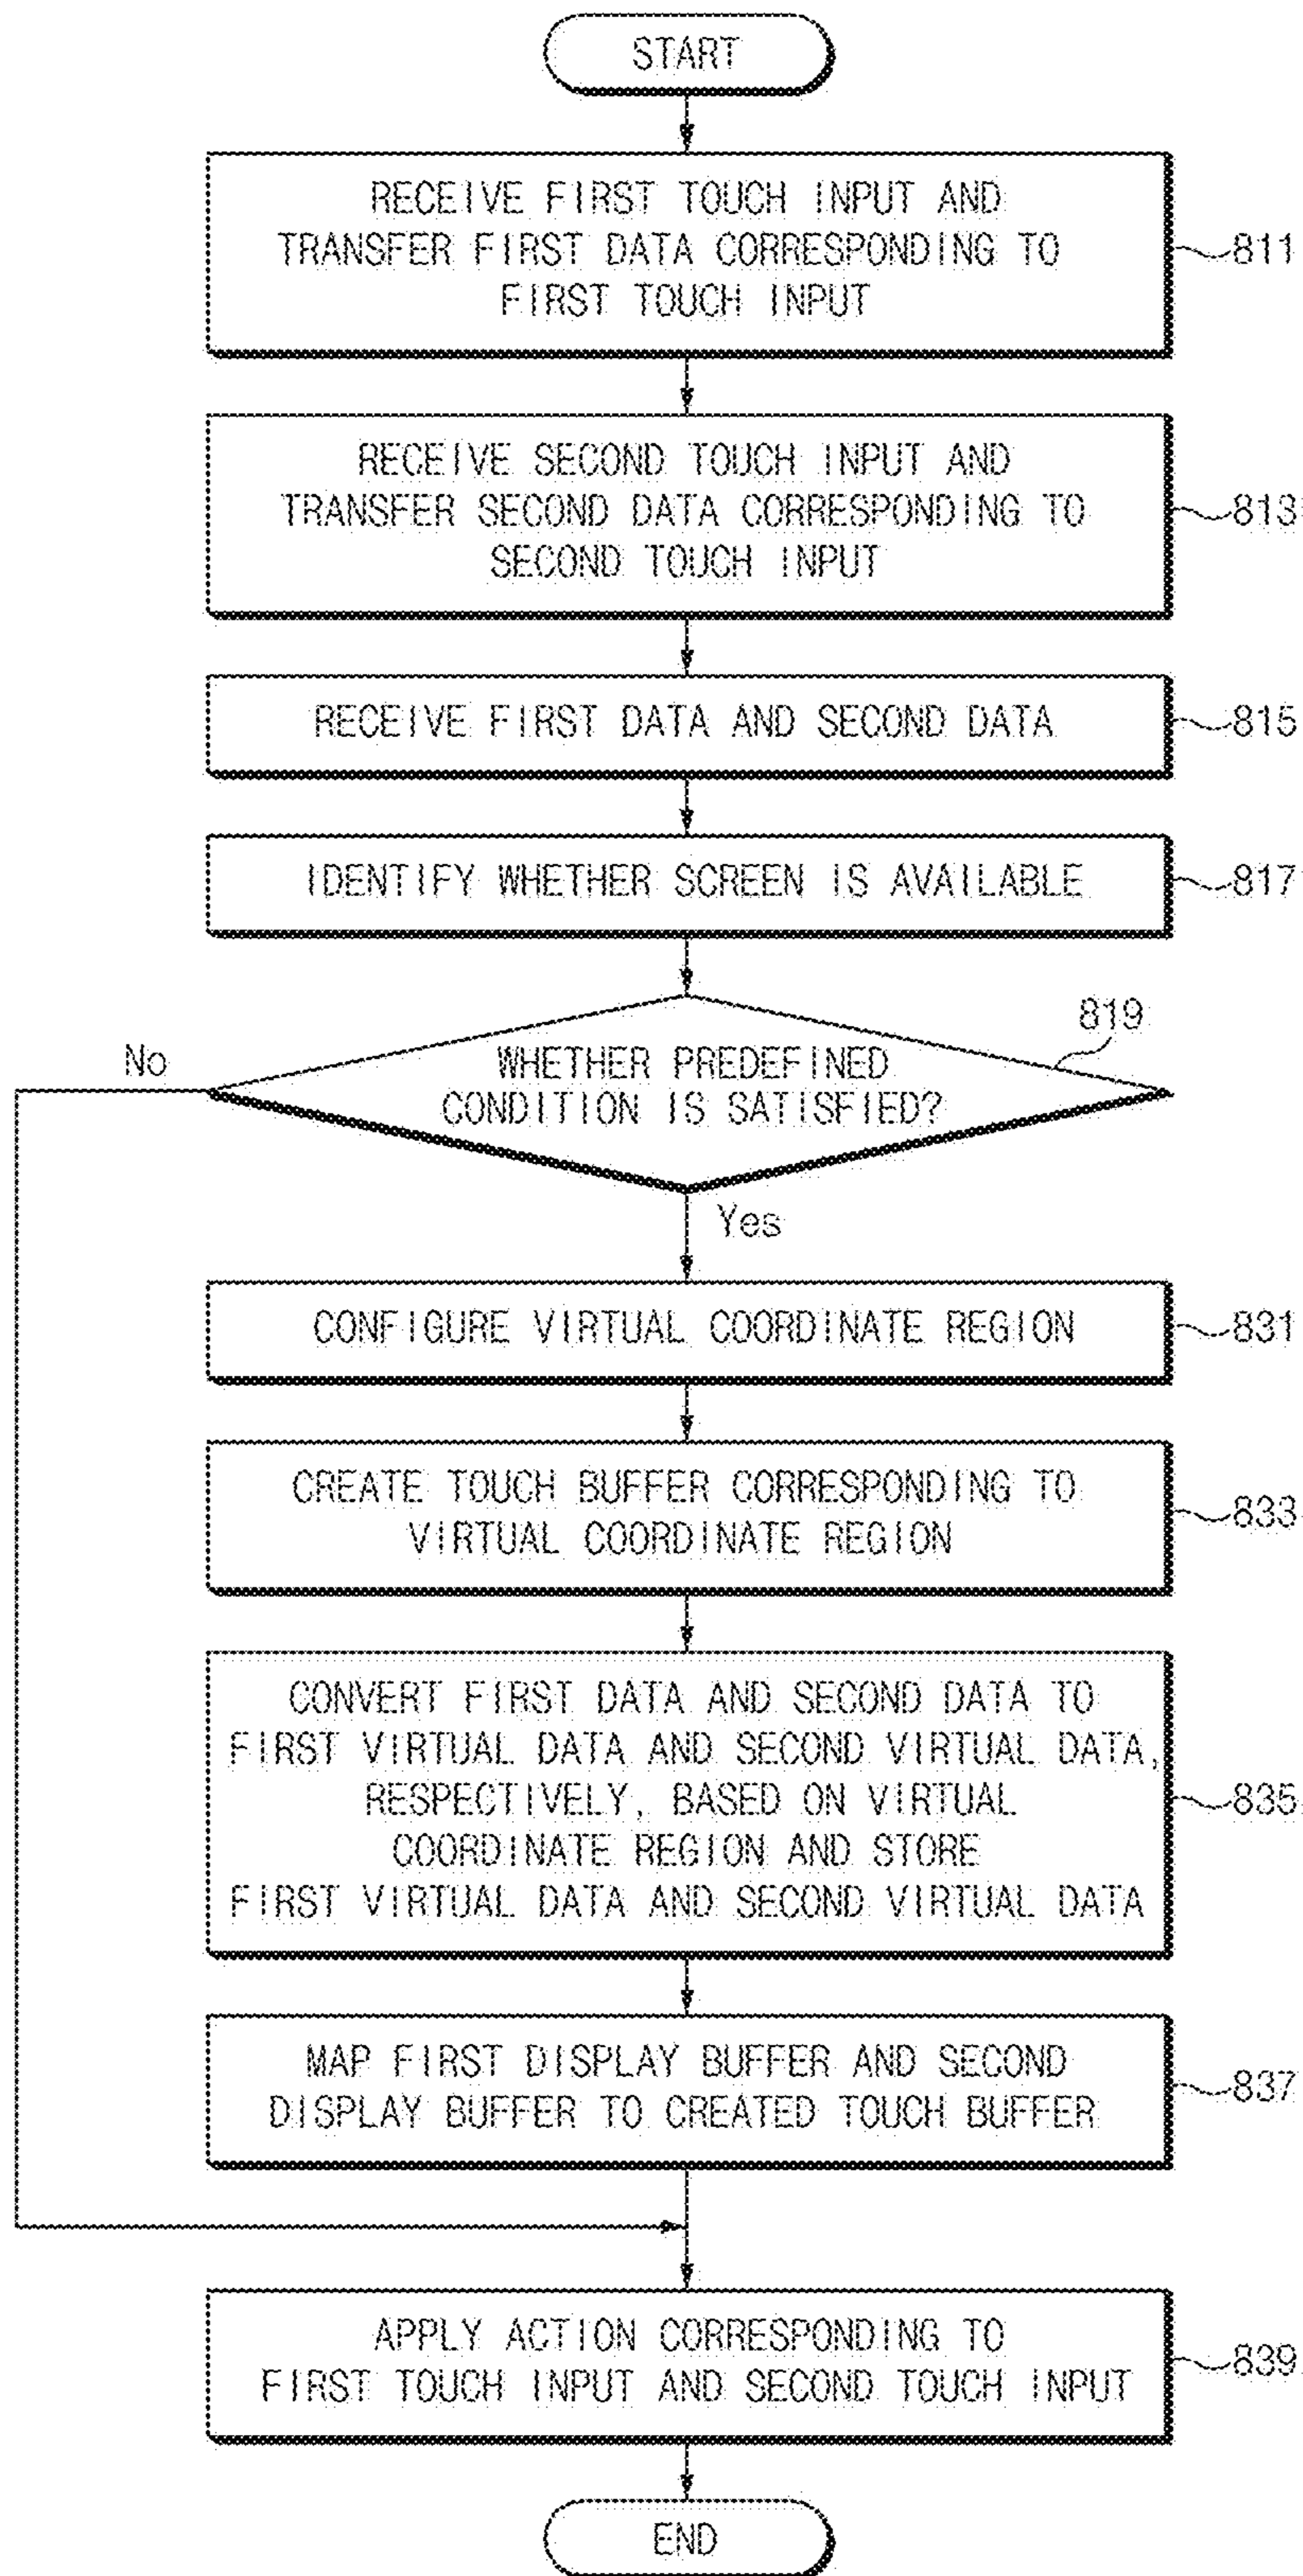 START
RECEIVE FIRST TOUCH INPUT AND
TRANSFER FIRST DATA CORRESPONDING TO
FIRST TOUCH INPUT
811
RECEIVE SECOND TOUCH INPUT AND
TRANSFER SECOND DATA CORRESPONDING TO
SECOND TOUCH INPUT
813
RECEIVE FIRST DATA AND SECOND DATA
815
IDENTIFY WHETHER SCREEN IS AVAILABLE
817
819
No
WHETHER PREDEFINED
CONDITION IS SATISFIED?
Yes
CONFIGURE VIRTUAL COORDINATE REGION
831
CREATE TOUCH BUFFER CORRESPONDING TO
VIRTUAL COORDINATE REGION
833
CONVERT FIRST DATA AND SECOND DATA TO
FIRST VIRTUAL DATA AND SECOND VIRTUAL DATA,
RESPECTIVELY, BASED ON VIRTUAL
COORDINATE REGION AND STORE
FIRST VIRTUAL DATA AND SECOND VIRTUAL DATA
835
MAP FIRST DISPLAY BUFFER AND SECOND
DISPLAY BUFFER TO CREATED TOUCH BUFFER
837
APPLY ACTION CORRESPONDING TO
FIRST TOUCH INPUT AND SECOND TOUCH INPUT
839
END